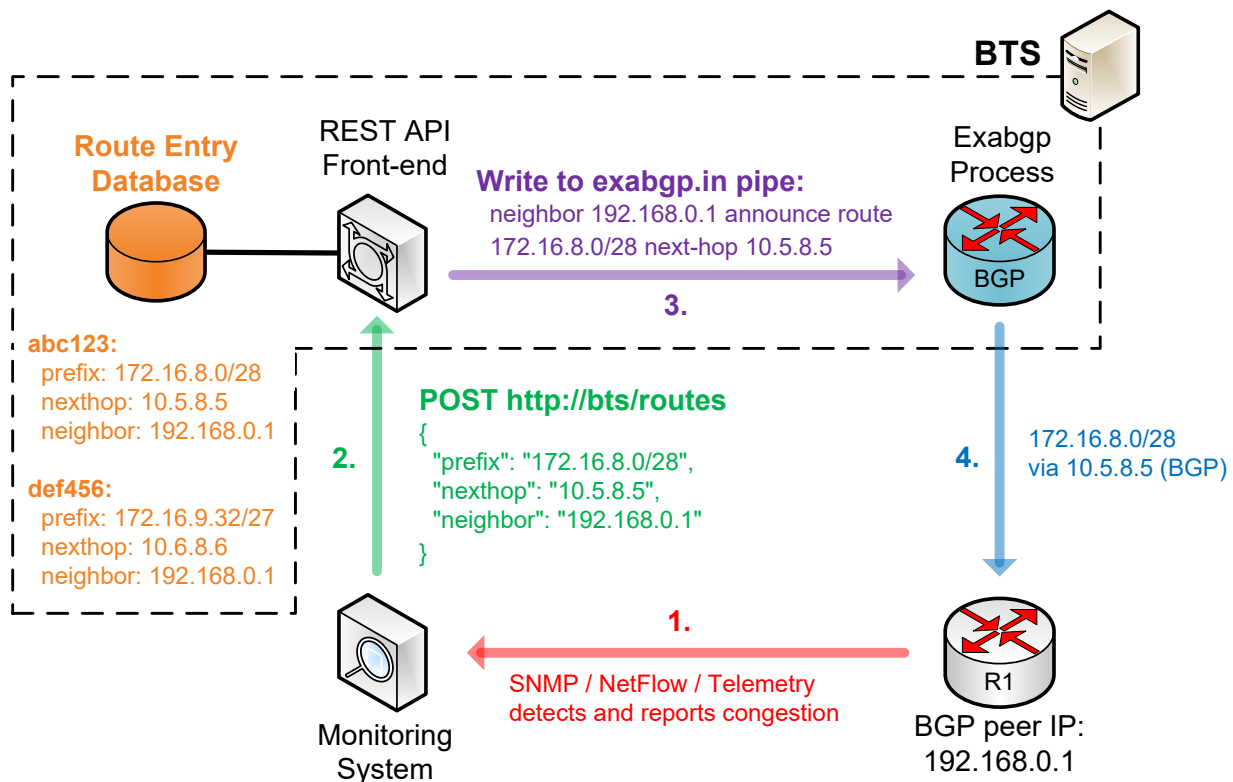 BTS
Route Entry
Database
REST API
Front-end
Write to exabgp.in pipe:
neighbor 192.168.0.1 announce route
172.16.8.0/28 next-hop 10.5.8.5
3.
Exabgp
Process
BGP
abc123:
prefix: 172.16.8.0/28
nexthop: 10.5.8.5
neighbor: 192.168.0.1
def456:
prefix: 172.16.9.32/27
nexthop: 10.6.8.6
neighbor: 192.168.0.1
2.
POST http://bts/routes
{
"prefix": "172.16.8.0/28",
"nexthop": "10.5.8.5",
"neighbor": "192.168.0.1"
}
4.
172.16.8.0/28
via 10.5.8.5 (BGP)
1.
SNMP / NetFlow / Telemetry
detects and reports congestion
Monitoring
System
R1
BGP peer IP:
192.168.0.1